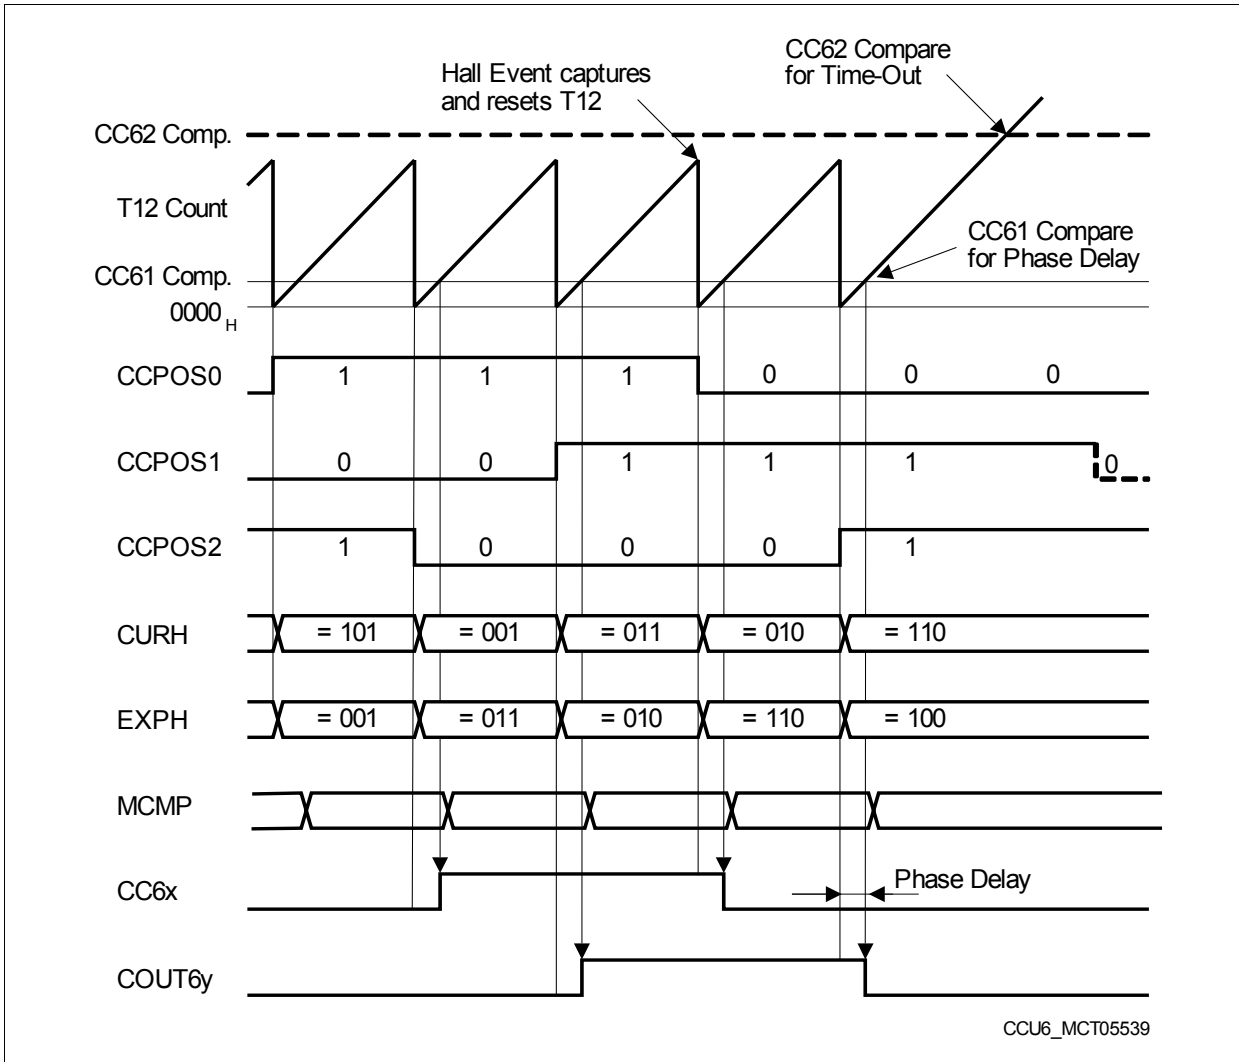 CC62 Compare
for Time-Out
Hall Event captures
and resets T12
CC62 Comp.
T12 Count
CC61 Compare
for Phase Delay
CC61 Comp.
0000 H
CCPOS0 1 1 1 0 0 0
CCPOS1 0 0 1 1 1 0
CCPOS2 1 0 0 0 1
CURH = 101 = 001 = 011 = 010 = 110
EXPH = 001 = 011 = 010 = 110 = 100
MCMP
CC6x
Phase Delay
COUT6y
CCU6_MCT05539